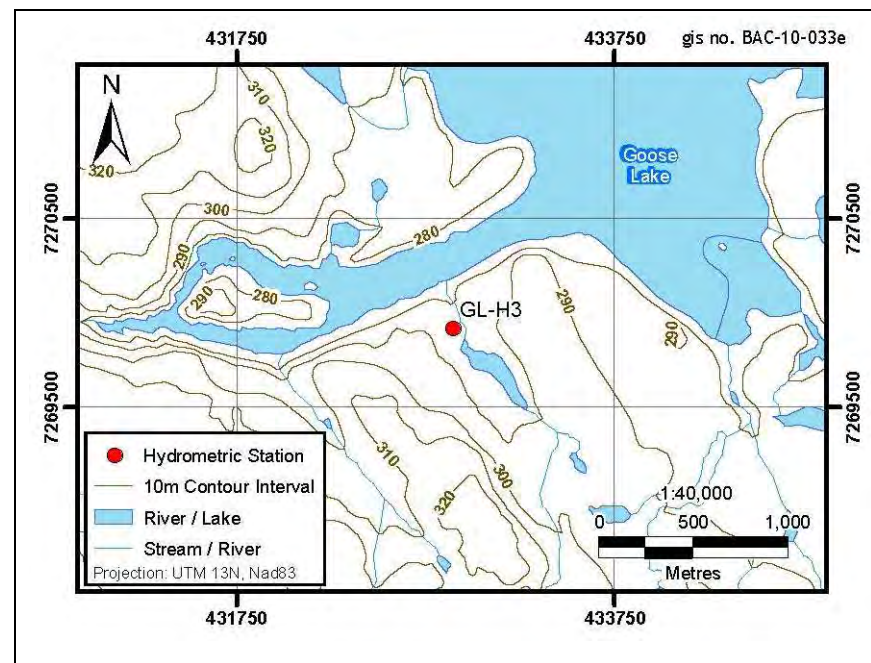 431750
433750
gis no. BAC-10-033e
N
310
320
320
Goose
Lake
7270500
7270500
300
280
290
290
280
GL-H3
290
290
7269500
7269500
310
300
320
Hydrometric Station
10m Contour Interval
River / Lake
Stream / River
Projection: UTM 13N, Nad83
1:40,000
0 500 1,000
Metres
431750
433750